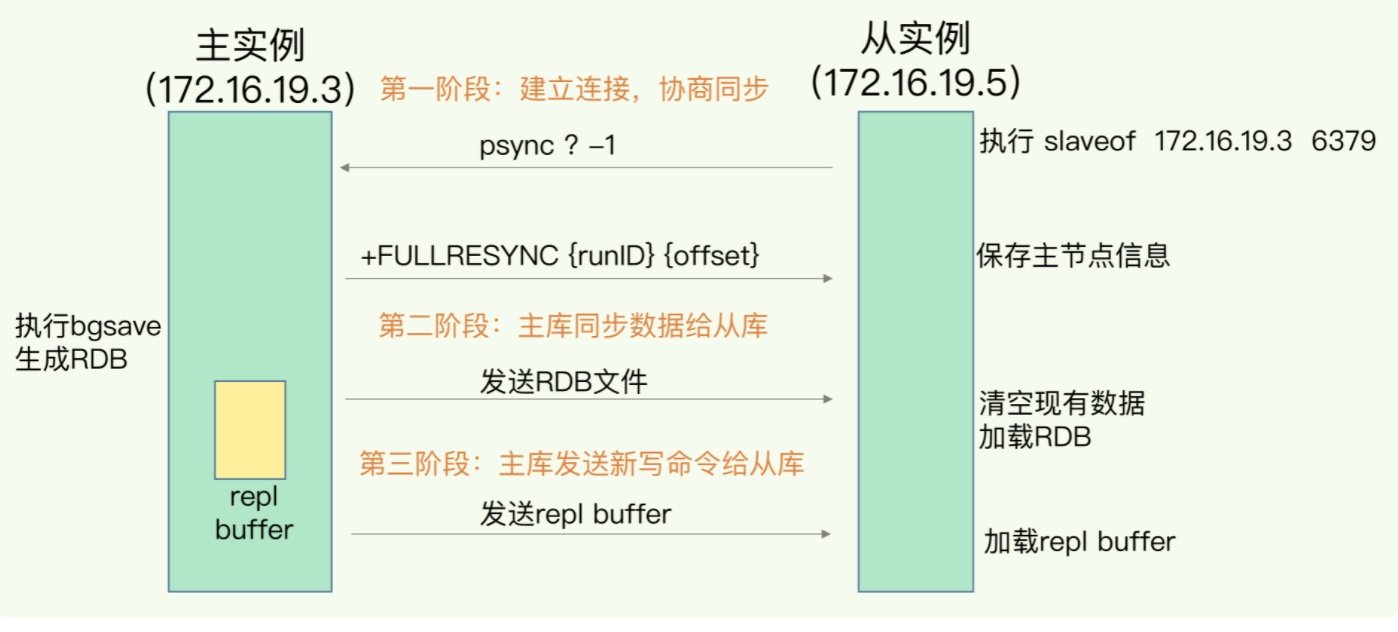 主实例
(172.16.19.3)
从实例
(172.16.19.5)
第一阶段：建立连接，协商同步
执行 slaveof 172.16.19.3 6379
psync ? –1
+FULLRESYNC {runID} {offset}
保存主节点信息
执行bgsave
生成RDB
第二阶段：主库同步数据给从库
发送RDB文件
清空现有数据
加载RDB
第三阶段：主库发送新写命令给从库
repl
buffer
发送repl buffer
加载repl buffer